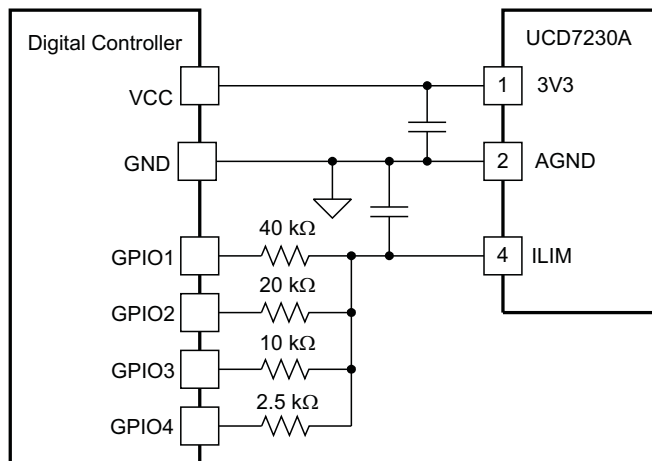 Digital Controller
UCD7230A
VCC
1
3V3
GND
2
AGND
40 kΩ
GPIO1
4
ILIM
20 kΩ
GPIO2
10 kΩ
GPIO3
2.5 kΩ
GPIO4